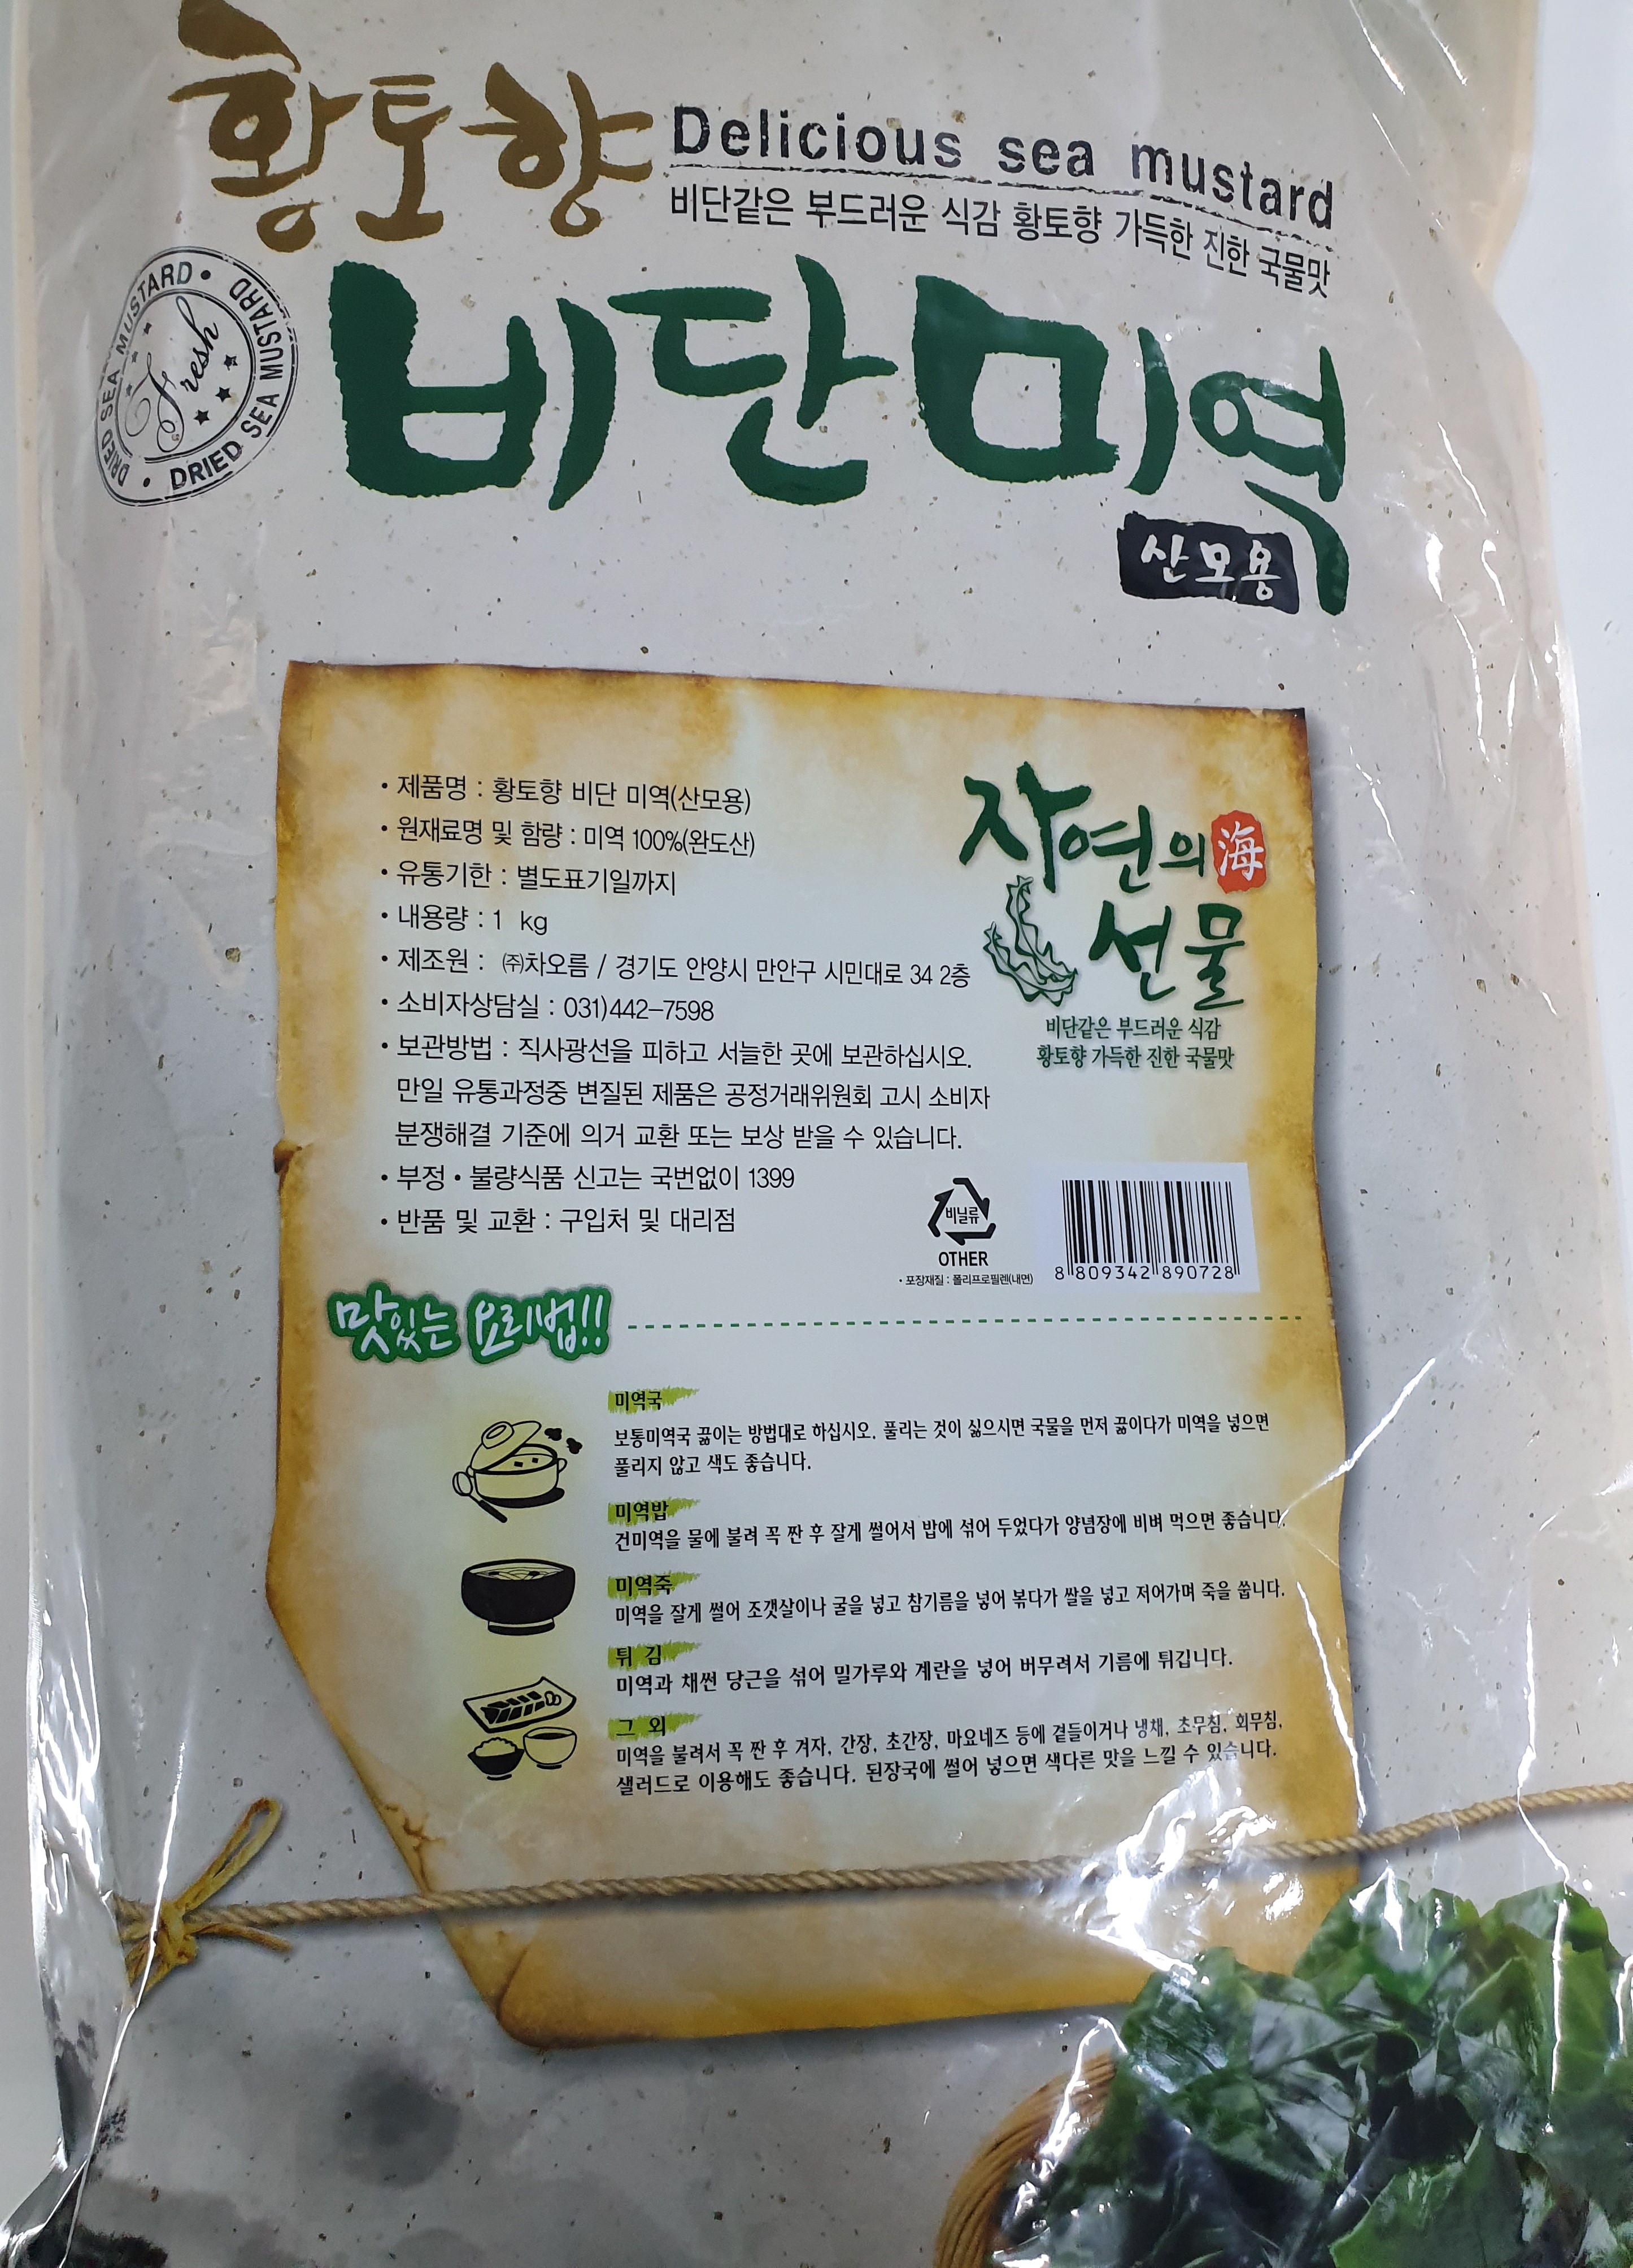 황토향
Delicious sea mustard
비단같은 부드러운 식감 황토향 가득한 진한 국물맛
DRIED SEA MUSTARD • DRIED SEA MUSTARD •
Fresh
비단미역
산모용
• 제품명 : 황토향 비단 미역(산모용)
• 원재료명 및 함량 : 미역 100%(완도산)
• 유통기한 : 별도표기일까지
• 내용량 : 1 kg
• 제조원 : ㈜차오름 / 경기도 안양시 만안구 시민대로 34 2층
• 소비자상담실 : 031)442-7598
• 보관방법 : 직사광선을 피하고 서늘한 곳에 보관하십시오.
만일 유통과정중 변질된 제품은 공정거래위원회 고시 소비자
분쟁해결 기준에 의거 교환 또는 보상 받을 수 있습니다.
• 부정 • 불량식품 신고는 국번없이 1399
• 반품 및 교환 : 구입처 및 대리점
자연의 海
선물
비단같은 부드러운 식감
황토향 가득한 진한 국물맛
비닐류
OTHER
• 포장재질 : 폴리프로필렌(내면)
8 809342 890728
맛있는 요리법!!
미역국
보통미역국 끓이는 방법대로 하십시오. 풀리는 것이 싫으시면 국물을 먼저 끓이다가 미역을 넣으면
풀리지 않고 색도 좋습니다.
미역밥
건미역을 물에 불려 꼭 짠 후 잘게 썰어서 밥에 섞어 두었다가 양념장에 비벼 먹으면 좋습니다.
미역죽
미역을 잘게 썰어 조갯살이나 굴을 넣고 참기름을 넣어 볶다가 쌀을 넣고 저어가며 죽을 쑵니다.
튀 김
미역과 채썬 당근을 섞어 밀가루와 계란을 넣어 버무려서 기름에 튀깁니다.
그 외
미역을 불려서 꼭 짠 후 겨자, 간장, 초간장, 마요네즈 등에 곁들이거나 냉채, 초무침, 회무침,
샐러드로 이용해도 좋습니다. 된장국에 썰어 넣으면 색다른 맛을 느낄 수 있습니다.